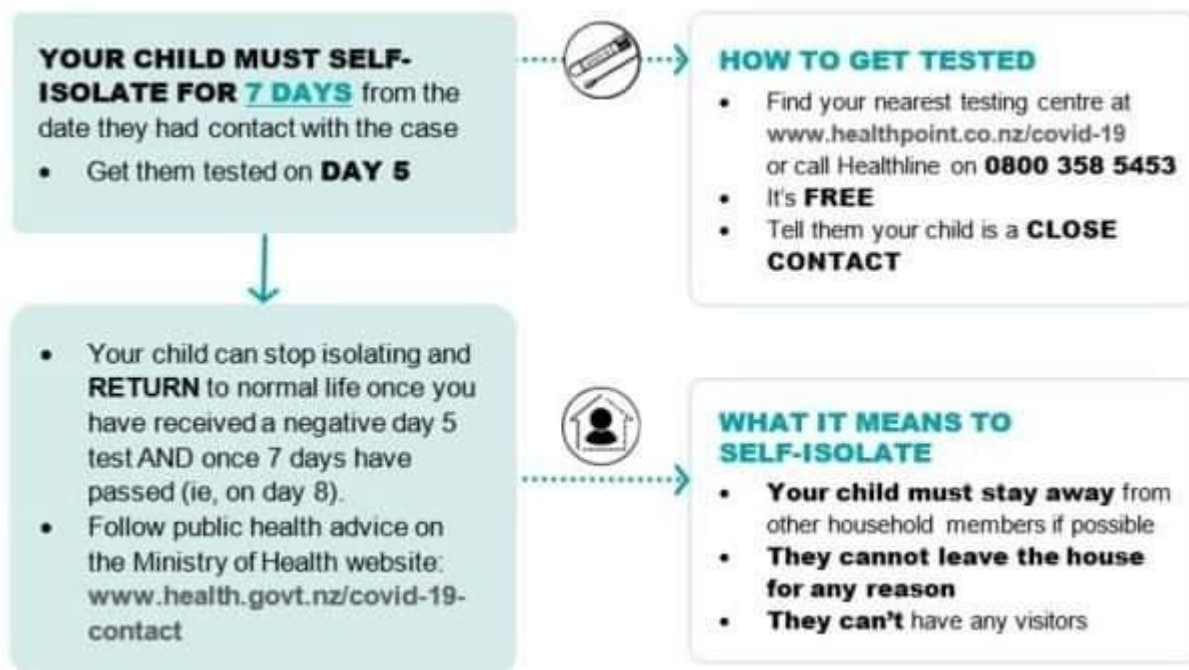 YOUR CHILD MUST SELF-
ISOLATE FOR 7 DAYS from the
date they had contact with the case
• Get them tested on DAY 5
HOW TO GET TESTED
• Find your nearest testing centre at
www.healthpoint.co.nz/covid-19
or call Healthline on 0800 358 5453
• It's FREE
• Tell them your child is a CLOSE
CONTACT
• Your child can stop isolating and
RETURN to normal life once you
have received a negative day 5
test AND once 7 days have
passed (ie, on day 8).
• Follow public health advice on
the Ministry of Health website:
www.health.govt.nz/covid-19-
contact
WHAT IT MEANS TO
SELF-ISOLATE
• Your child must stay away from
other household members if possible
• They cannot leave the house
for any reason
• They can't have any visitors